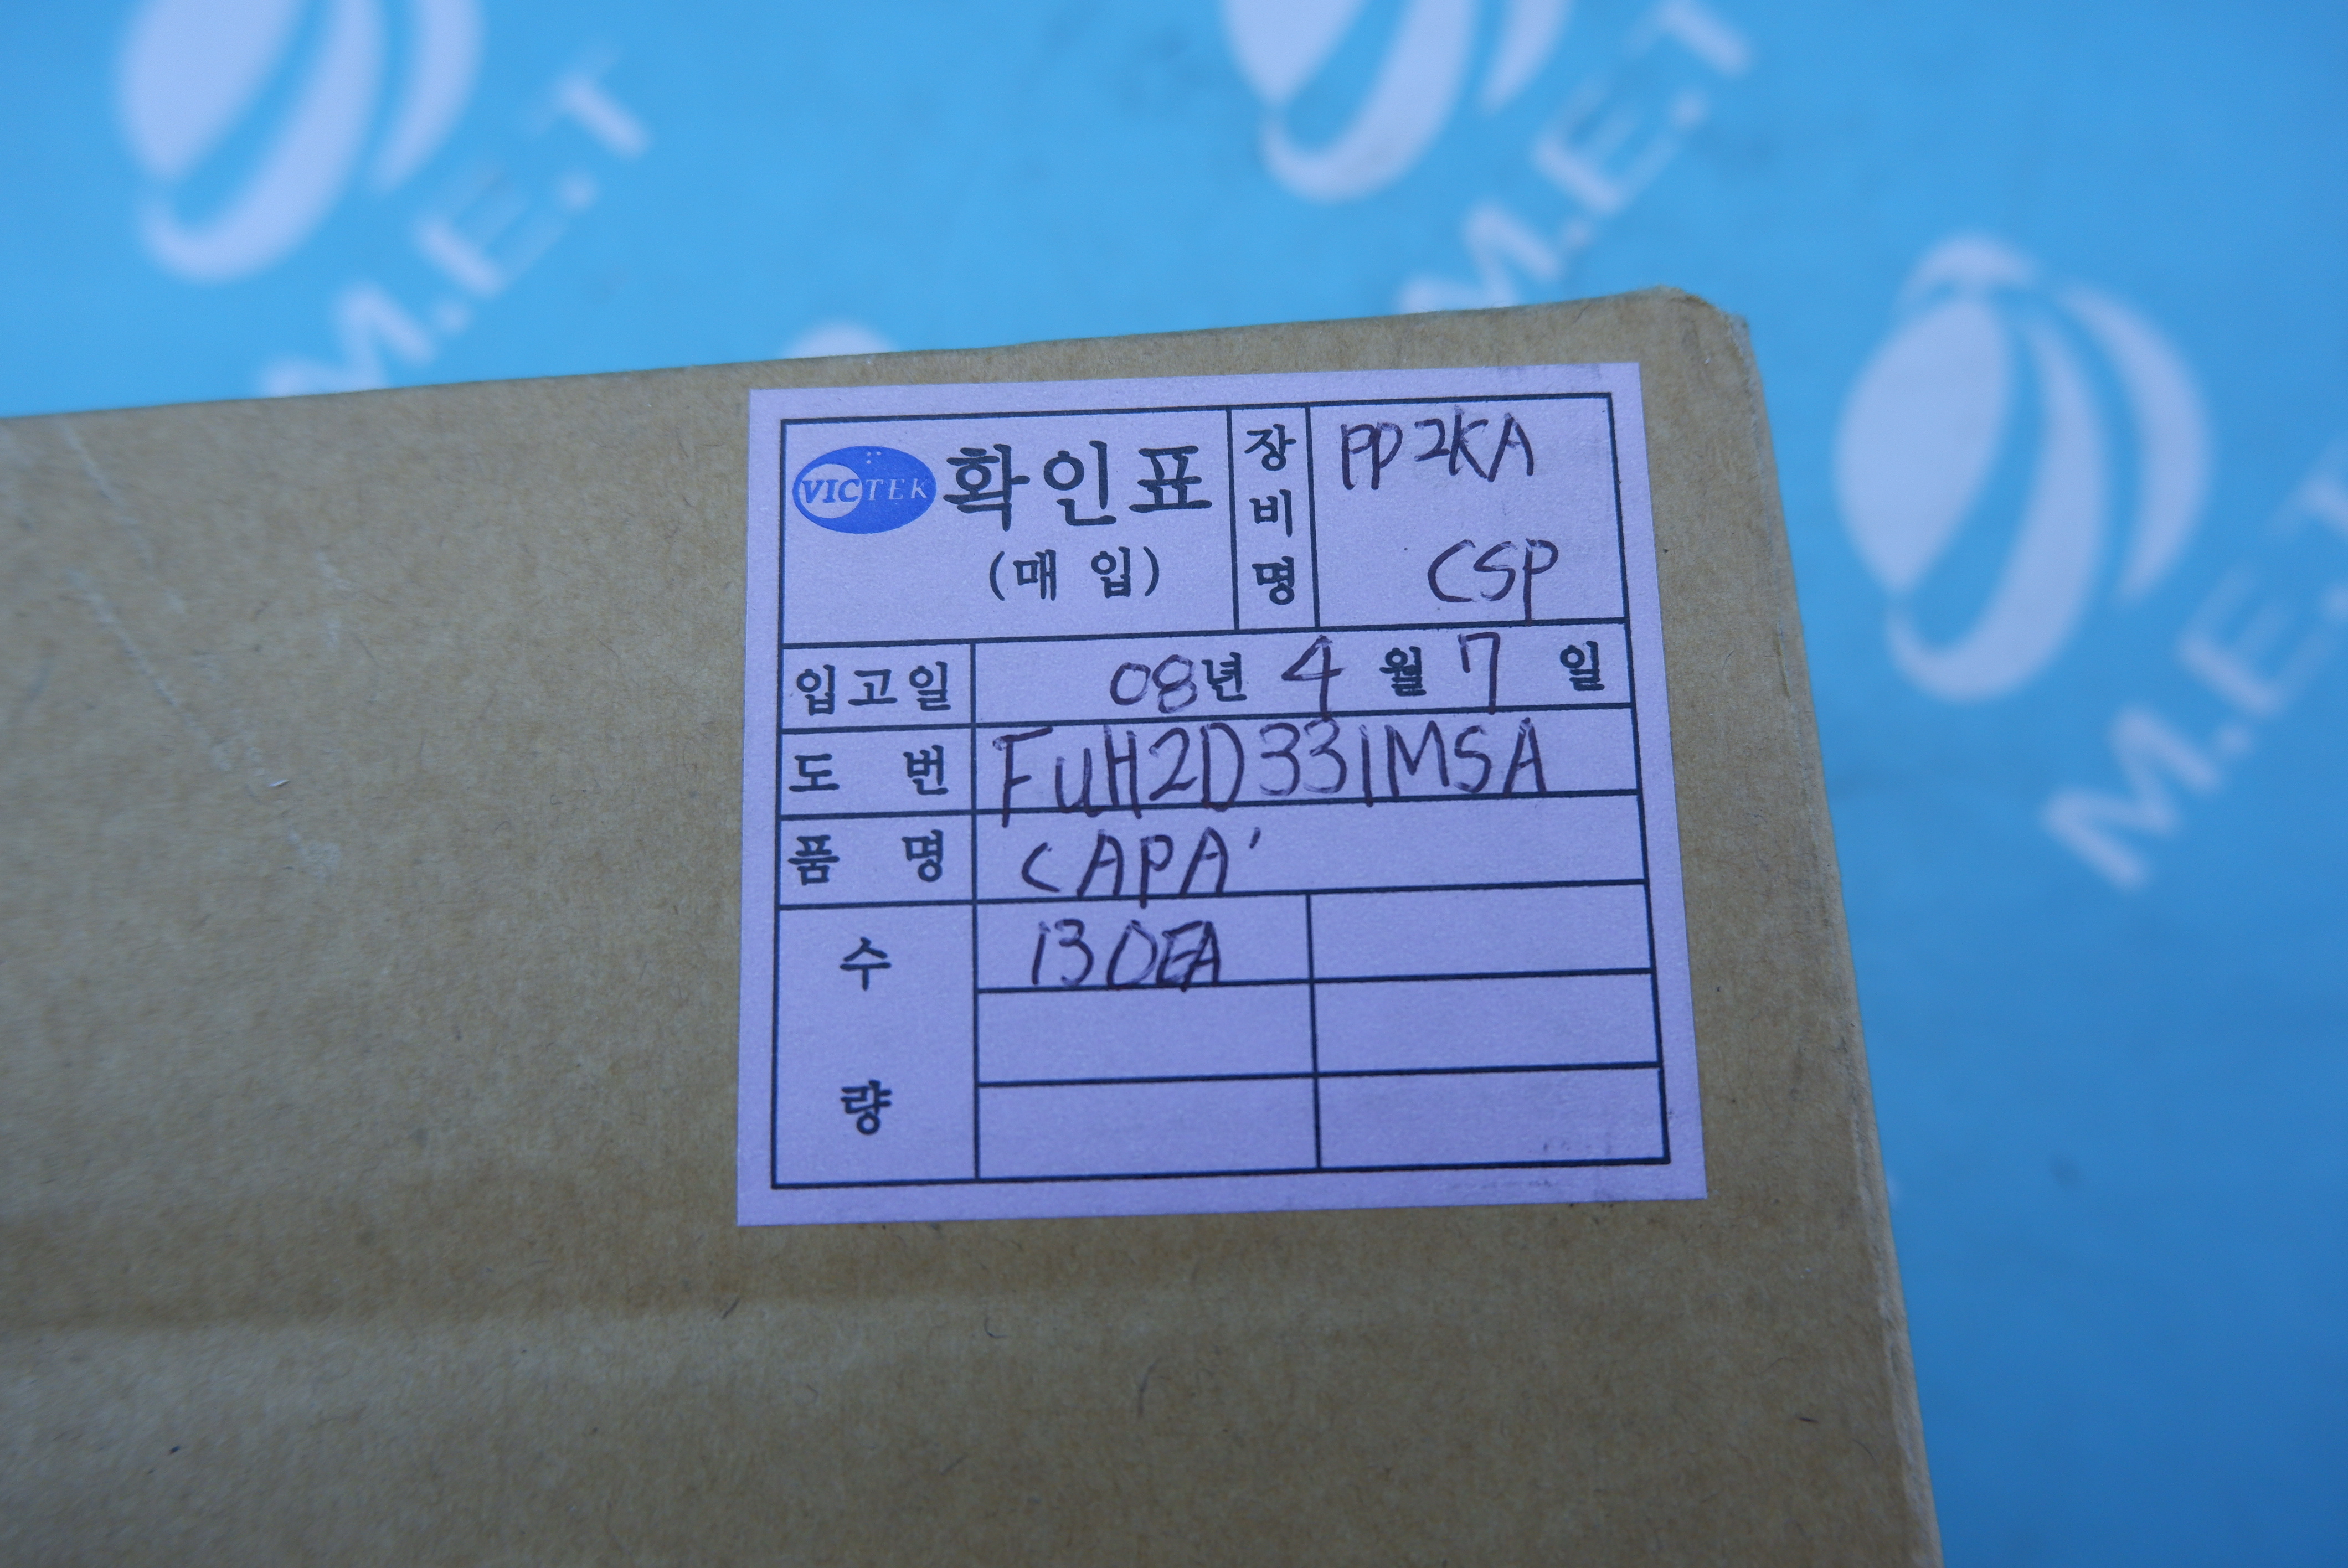 M.E.T
M.E.T
M.E.T
VICTEK 확인표
(매 입)
장비명 PP2KA
CSP
입고일 08년 4월 7일
도 번 FuH2D331MSA
품 명 CAPA'
수량 130EA